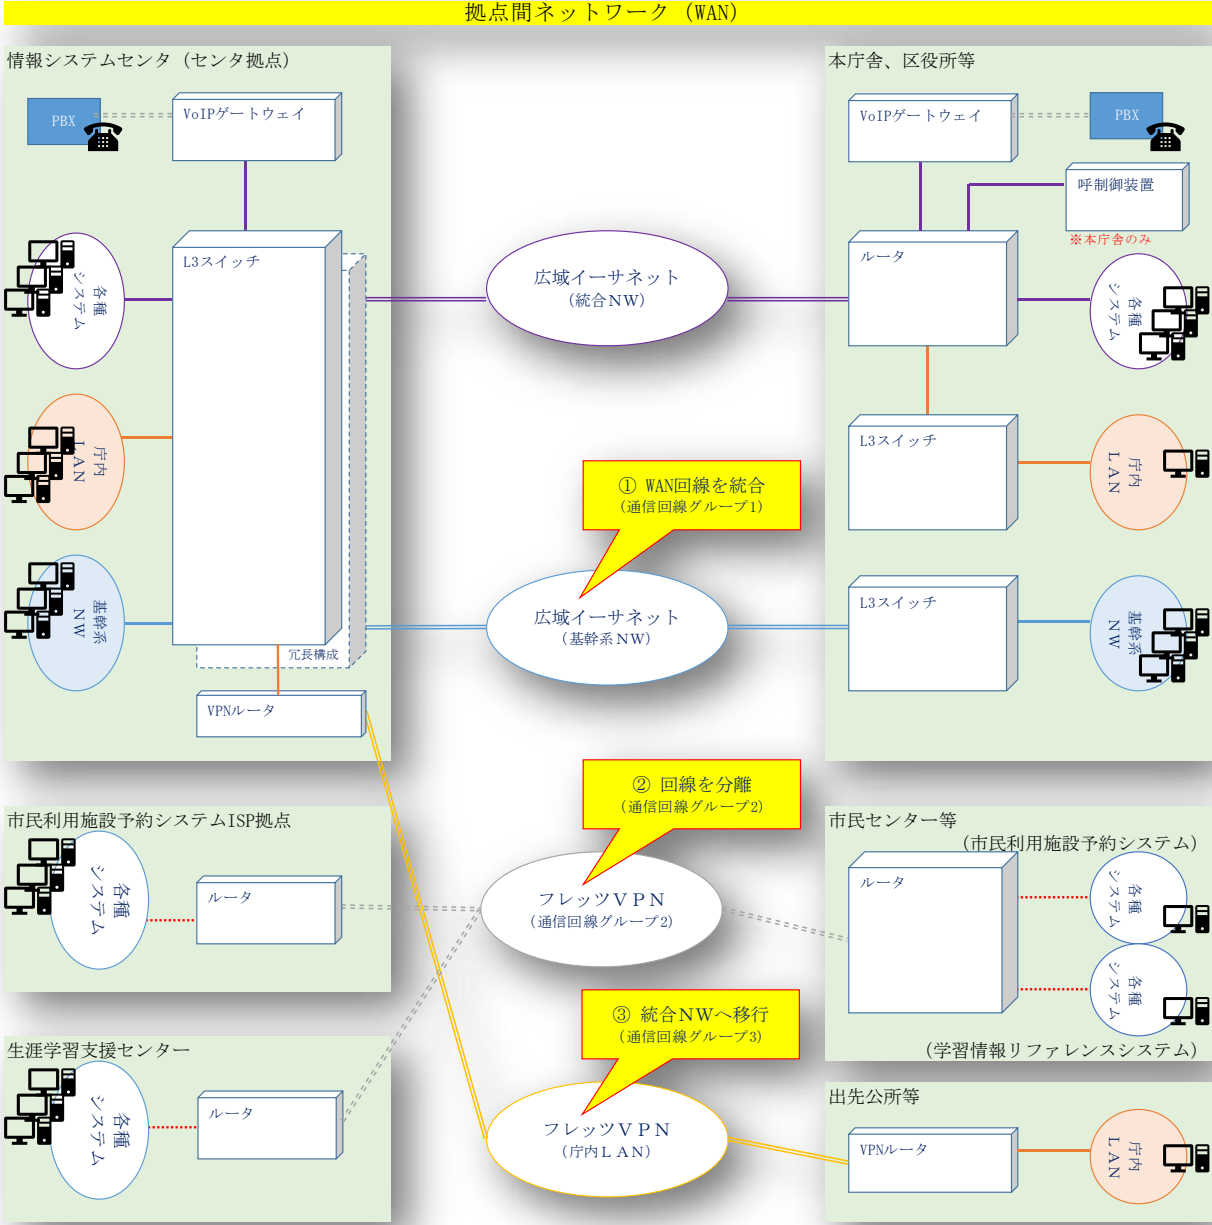 拠点間ネットワーク（WAN）
情報システムセンタ（センタ拠点）
PBX
VoIPゲートウェイ
L3スイッチ
各種
システム
庁内
LAN
基幹系
NW
冗長構成
VPNルータ
広域イーサネット
（統合NW）
① WAN回線を統合
（通信回線グループ1）
広域イーサネット
（基幹系NW）
本庁舎、区役所等
VoIPゲートウェイ
PBX
呼制御装置
※本庁舎のみ
ルータ
各種
システム
L3スイッチ
庁内
LAN
L3スイッチ
基幹系
NW
② 回線を分離
（通信回線グループ2）
市民利用施設予約システムISP拠点
各種
システム
ルータ
フレッツVPN
（通信回線グループ2）
市民センター等
（市民利用施設予約システム）
ルータ
各種
システム
各種
システム
（学習情報リファレンスシステム）
③ 統合NWへ移行
（通信回線グループ3）
生涯学習支援センター
各種
システム
ルータ
フレッツVPN
（庁内LAN）
出先公所等
VPNルータ
庁内
LAN